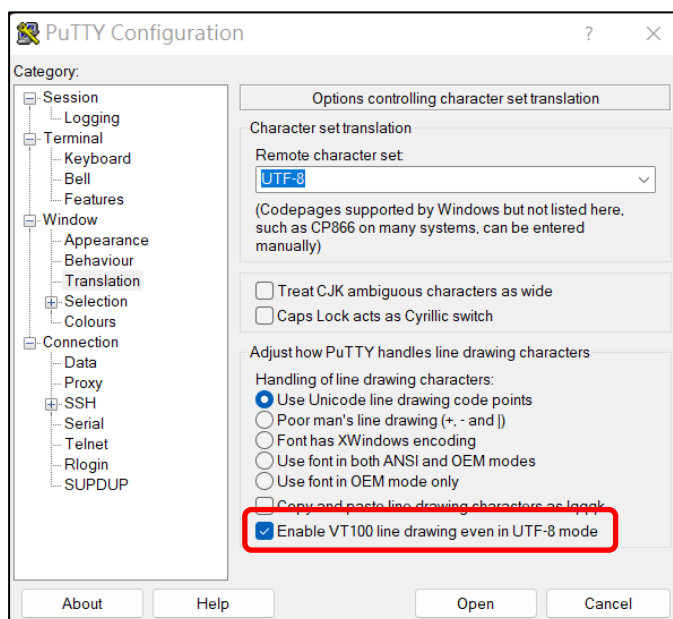 PuTTY Configuration
?
Category:
Session
Logging
Terminal
Keyboard
Bell
Features
Window
Appearance
Behaviour
Translation
Selection
Colours
Connection
Data
Proxy
SSH
Serial
Telnet
Rlogin
SUPDUP
Options controlling character set translation
Character set translation
Remote character set:
UTF-8
(Codepages supported by Windows but not listed here,
such as CP866 on many systems, can be entered
manually)
Treat CJK ambiguous characters as wide
Caps Lock acts as Cyrillic switch
Adjust how PuTTY handles line drawing characters
Handling of line drawing characters:
Use Unicode line drawing code points
Poor man's line drawing (+, - and |)
Font has XWindows encoding
Use font in both ANSI and OEM modes
Use font in OEM mode only
Copy and paste line drawing characters as lqqqk
Enable VT100 line drawing even in UTF-8 mode
About
Help
Open
Cancel